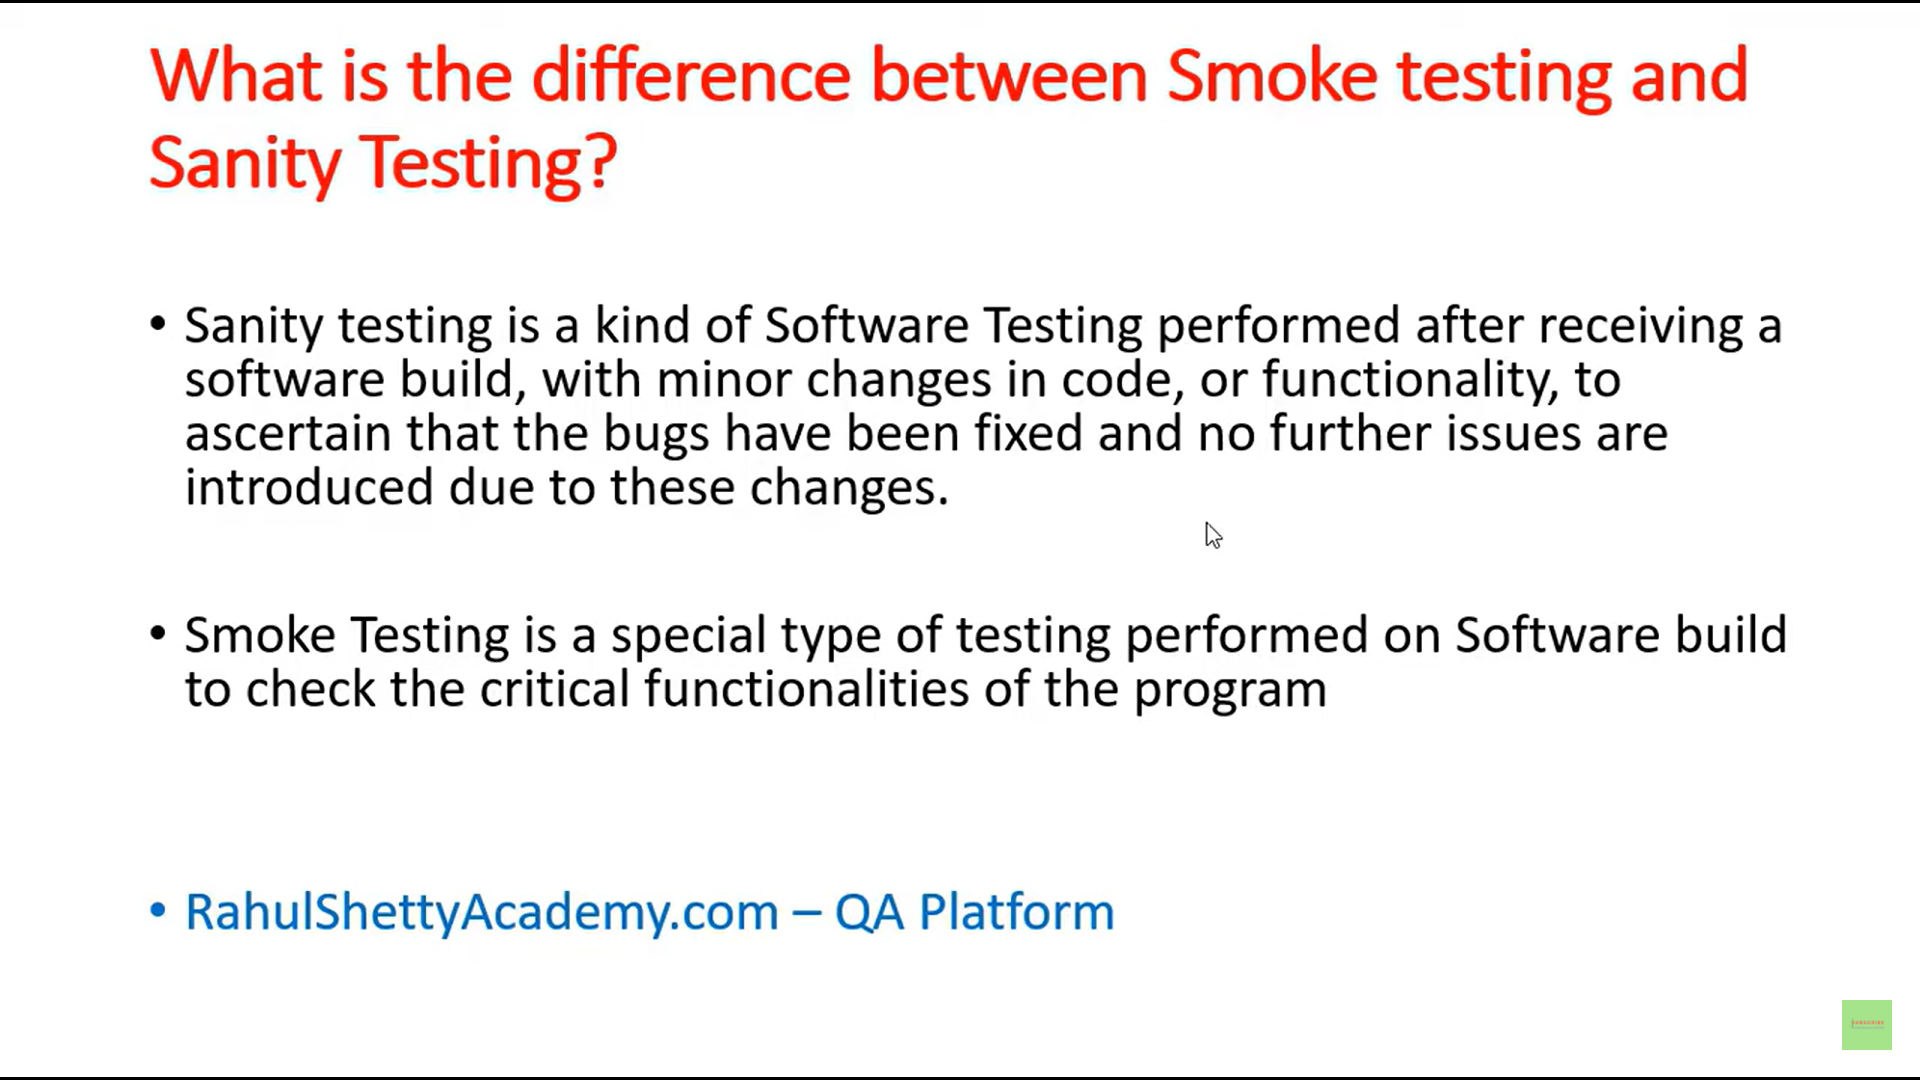 What is the difference between Smoke testing and
Sanity Testing?
• Sanity testing is a kind of Software Testing performed after receiving a
software build, with minor changes in code, or functionality, to
ascertain that the bugs have been fixed and no further issues are
introduced due to these changes.
• Smoke Testing is a special type of testing performed on Software build
to check the critical functionalities of the program
• RahulShettyAcademy.com – QA Platform